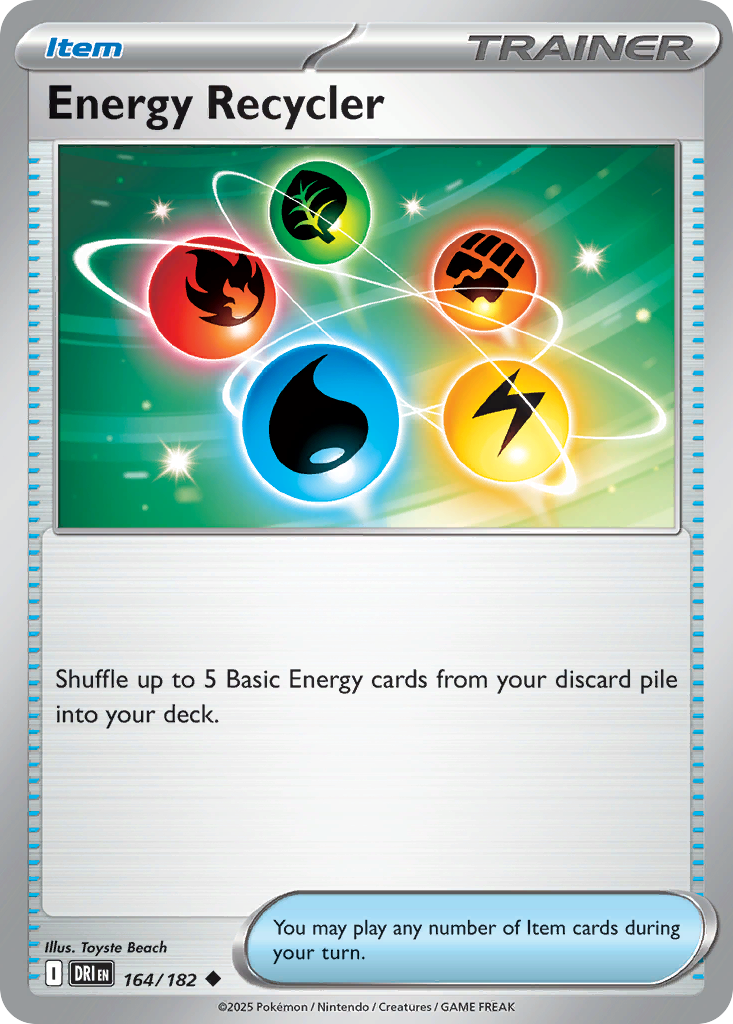 Item
TRAINER
Energy Recycler
Shuffle up to 5 Basic Energy cards from your discard pile
into your deck.
You may play any number of Item cards during
your turn.
Illus. Toyste Beach
I DRI EN 164/182
©2025 Pokémon / Nintendo / Creatures / GAME FREAK